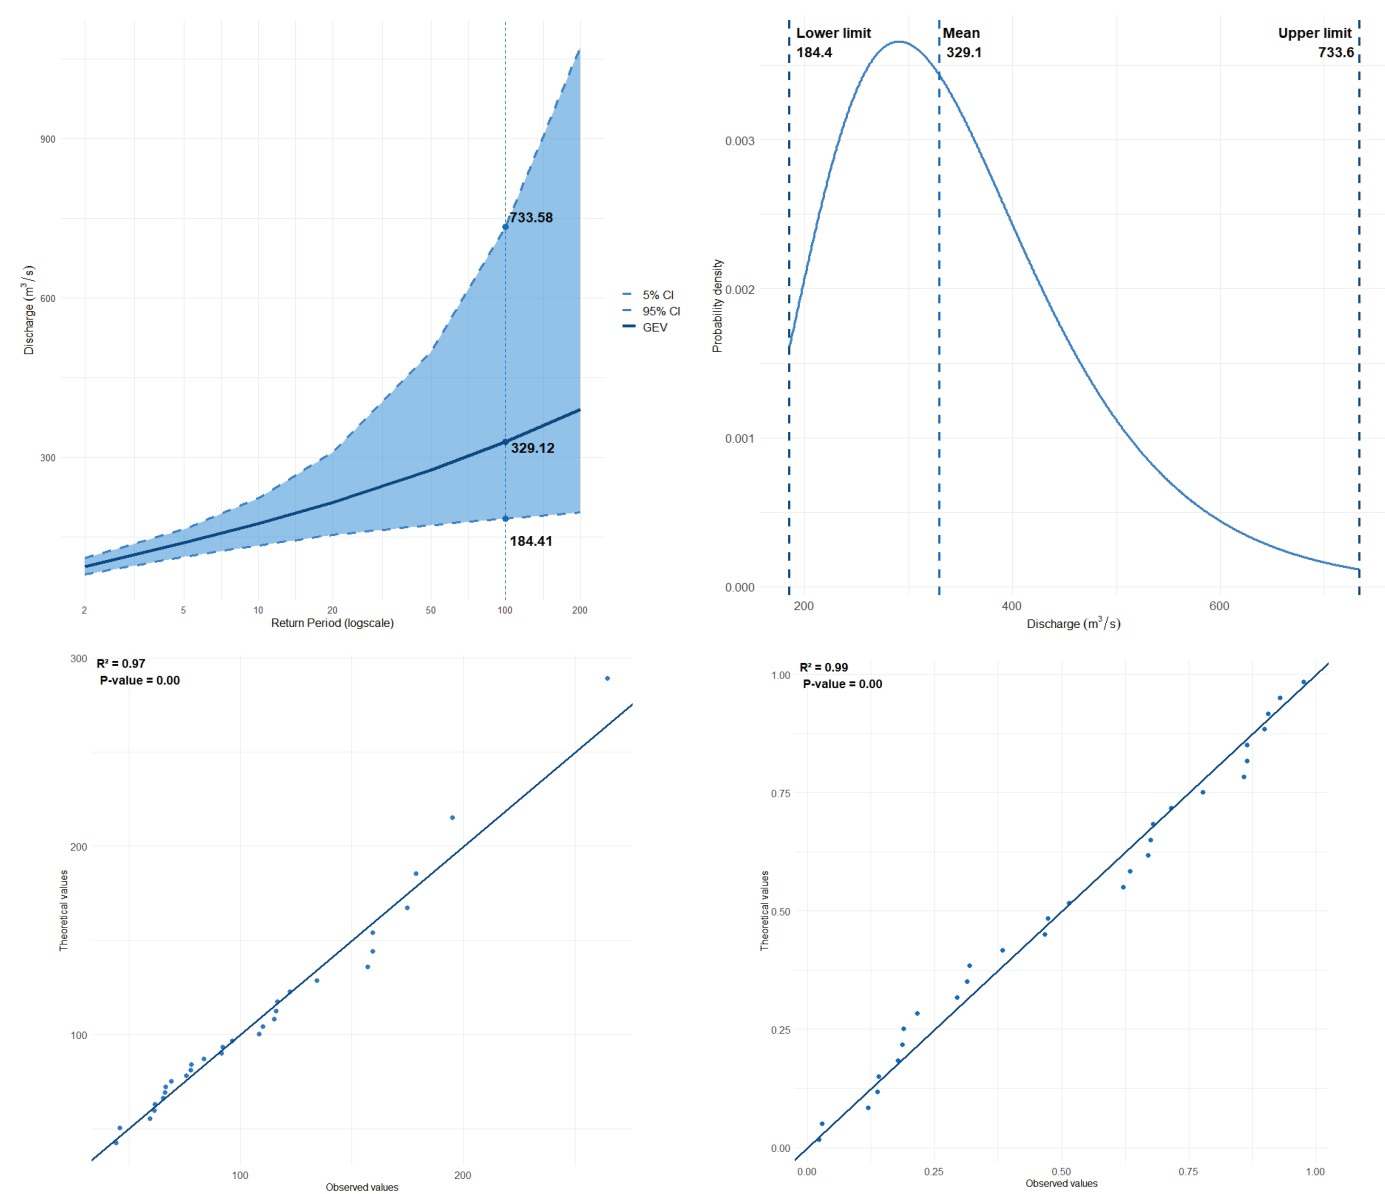 900
600
300
Discharge (m³/s)
733.58
329.12
184.41
2
5
10
20
50
100
200
Return Period (logscale)
5% CI
95% CI
GEV
Lower limit
184.4
Mean
329.1
Upper limit
733.6
0.003
0.002
0.001
0.000
Probability density
200
400
600
Discharge (m³/s)
R² = 0.97
P-value = 0.00
300
200
100
Theoretical values
100
200
Observed values
R² = 0.99
P-value = 0.00
1.00
0.75
0.50
0.25
0.00
Theoretical values
0.00
0.25
0.50
0.75
1.00
Observed values